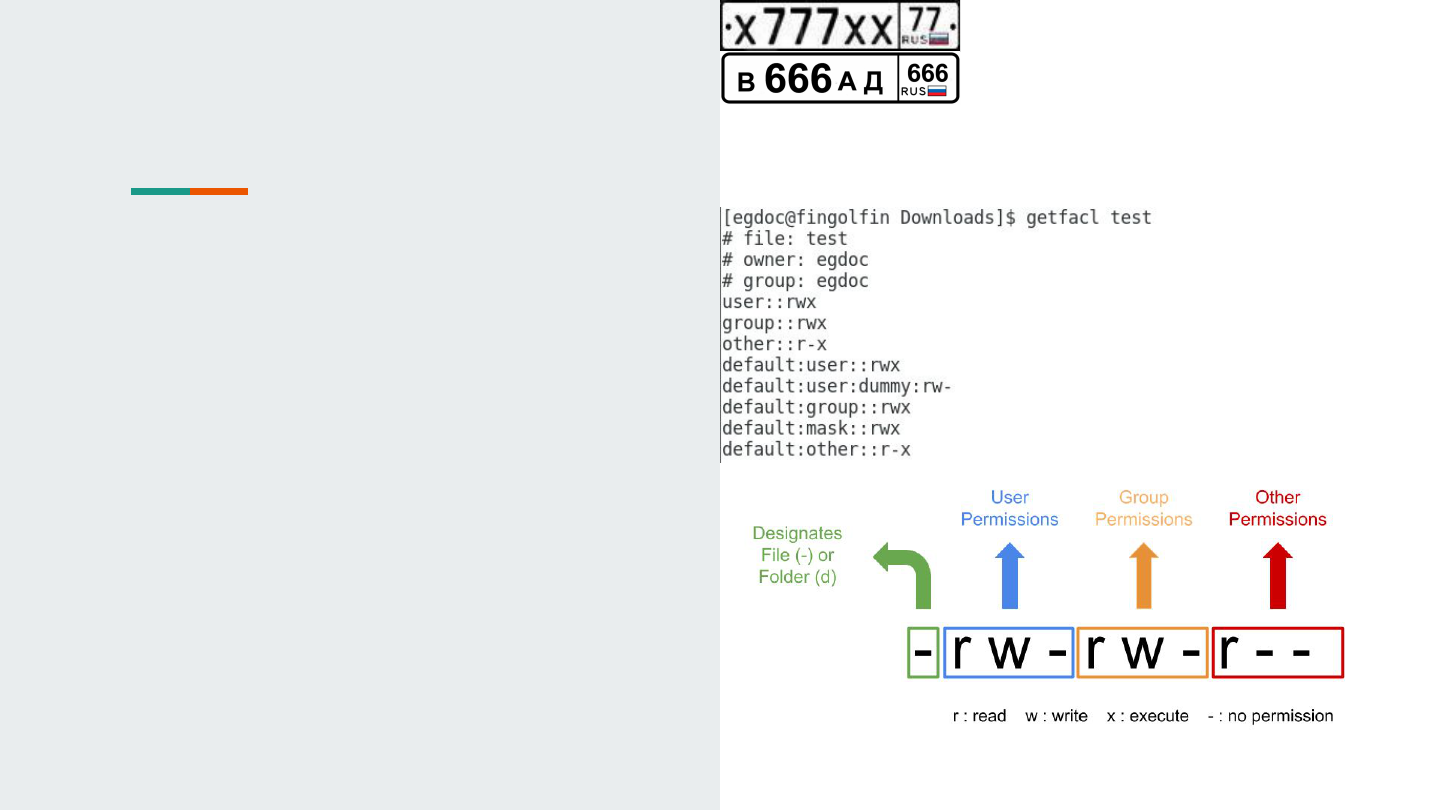 х777хх 77
RUS
В 666 АД 666
RUS
[egdoc@fingolfin Downloads]$ getfacl test
# file: test
# owner: egdoc
# group: egdoc
user::rwx
group::rwx
other::r-x
default:user::rwx
default:user:dummy:rw-
default:group::rwx
default:mask::rwx
default:other::r-x
User
Permissions
Group
Permissions
Other
Permissions
Designates
File (-) or
Folder (d)
- r w - r w - r - -
r : read w : write x : execute - : no permission